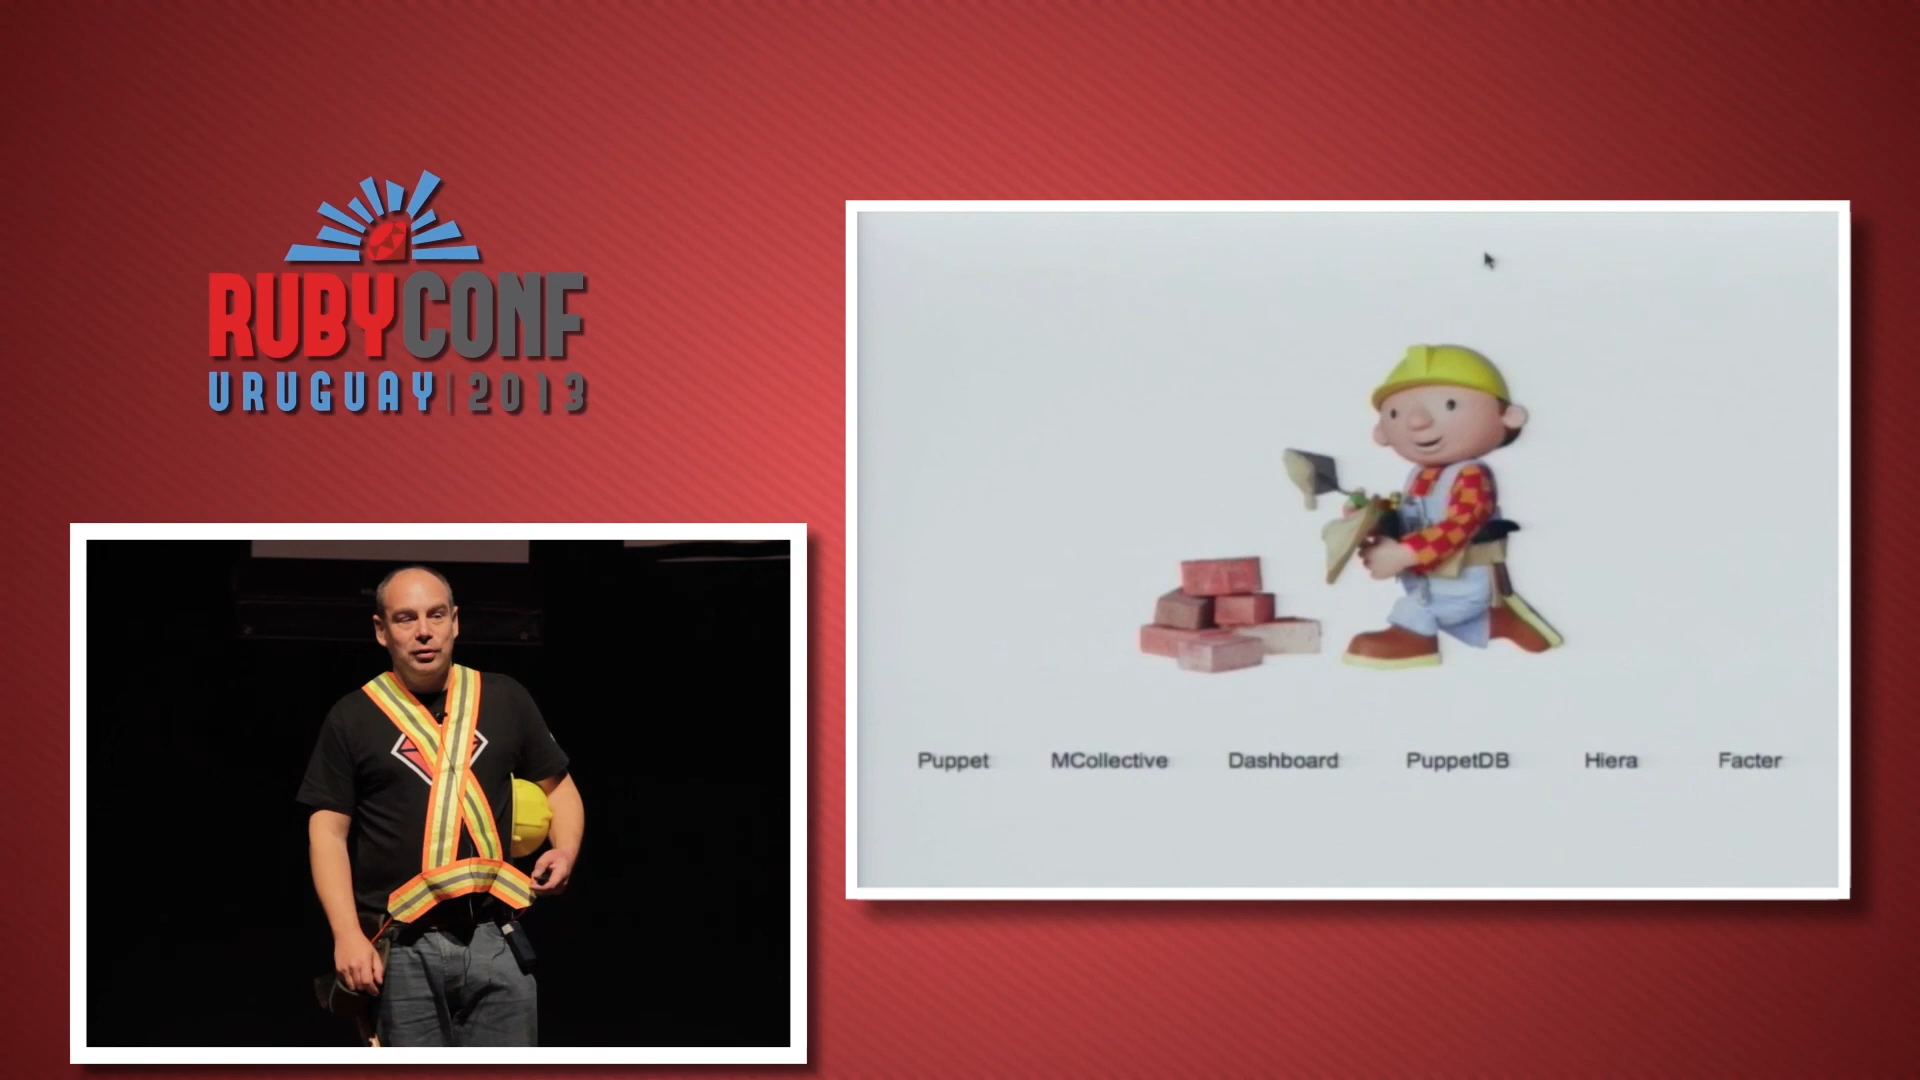 RUBYCONF
URUGUAY | 2013
Puppet MCollective Dashboard PuppetDB Hiera Facter